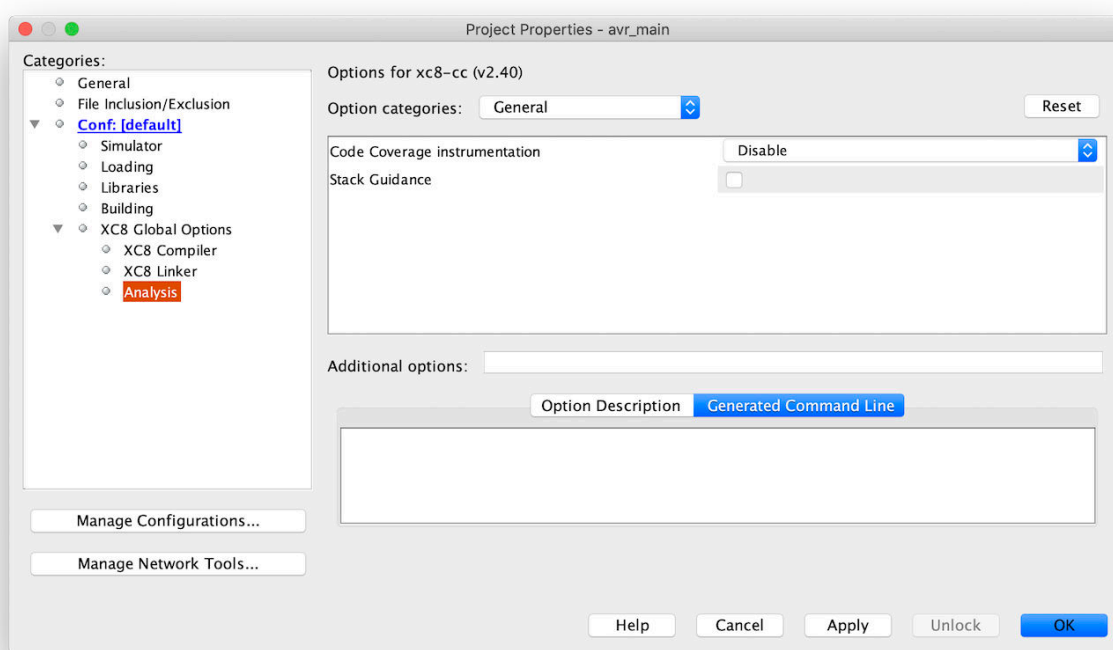 Project Properties - avr_main
Categories:
General
File Inclusion/Exclusion
Conf: [default]
Simulator
Loading
Libraries
Building
XC8 Global Options
XC8 Compiler
XC8 Linker
Analysis
Manage Configurations...
Manage Network Tools...
Options for xc8-cc (v2.40)
Option categories: General Reset
Code Coverage instrumentation Disable
Stack Guidance
Additional options:
Option Description Generated Command Line
Help Cancel Apply Unlock OK